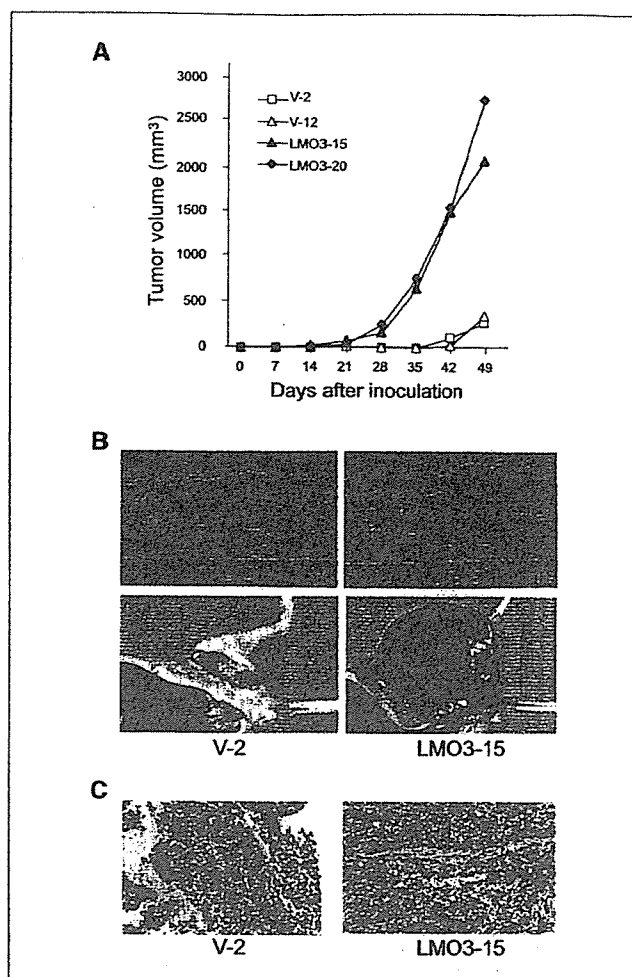 A
3000
2500
2000
1500
1000
500
0
Tumor volume (mm³)
V-2
V-12
LMO3-15
LMO3-20
0 7 14 21 28 35 42 49
Days after inoculation
B
V-2 LMO3-15
C
V-2 LMO3-15